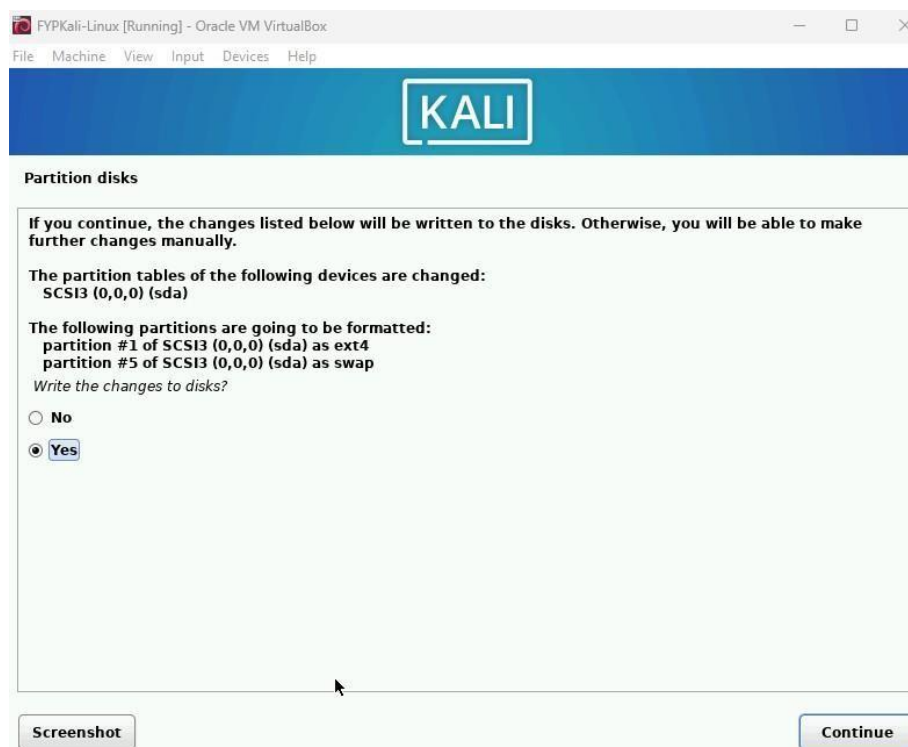 FYPKali-Linux [Running] - Oracle VM VirtualBox
File Machine View Input Devices Help
KALI
Partition disks
If you continue, the changes listed below will be written to the disks. Otherwise, you will be able to make
further changes manually.
The partition tables of the following devices are changed:
SCSI3 (0,0,0) (sda)
The following partitions are going to be formatted:
partition #1 of SCSI3 (0,0,0) (sda) as ext4
partition #5 of SCSI3 (0,0,0) (sda) as swap
Write the changes to disks?
No
Yes
Screenshot Continue